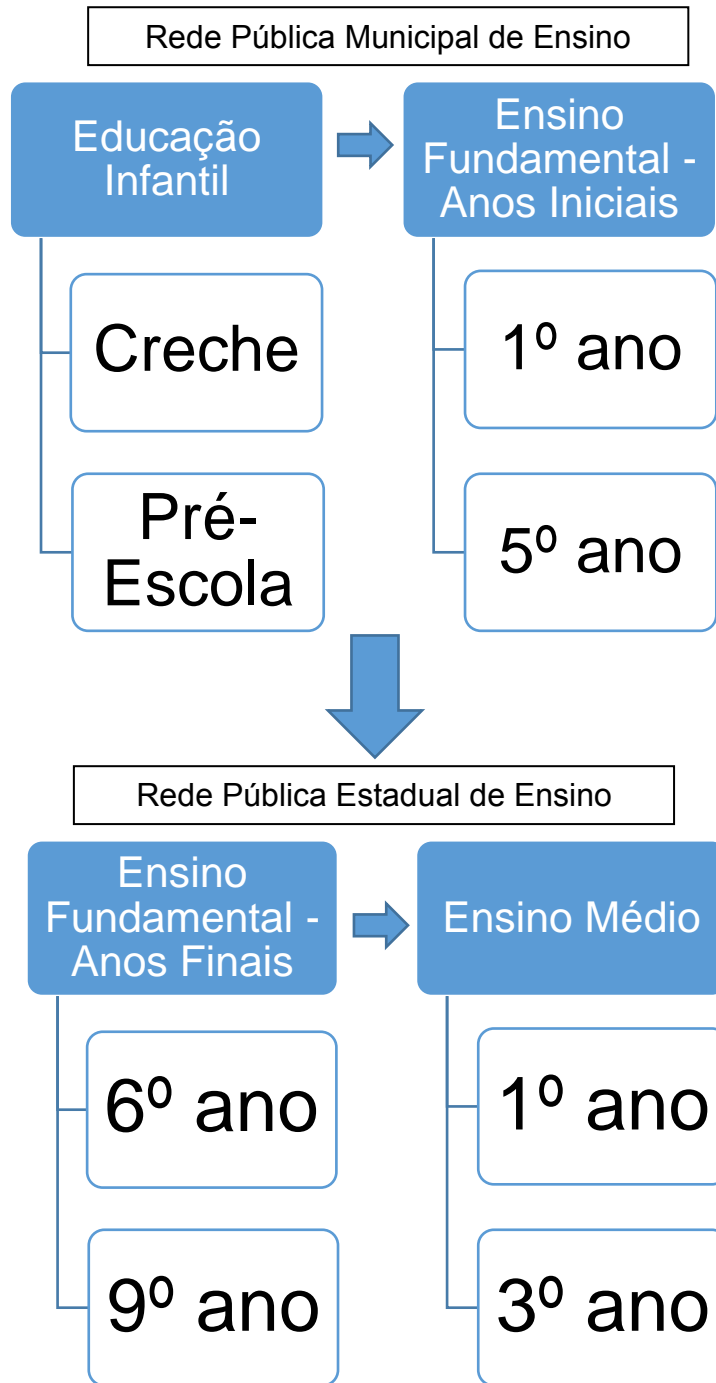 Rede Pública Municipal de Ensino
Educação
Infantil
Creche
Pré-
Escola
Ensino
Fundamental -
Anos Iniciais
1º ano
5º ano
Rede Pública Estadual de Ensino
Ensino
Fundamental -
Anos Finais
6º ano
9º ano
Ensino Médio
1º ano
3º ano